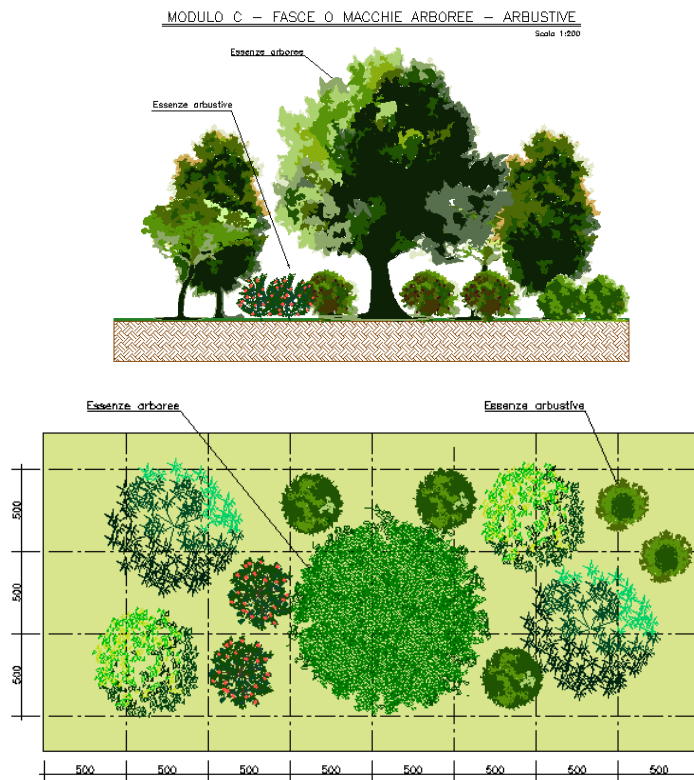 MODULO C - FASCE O MACCHIE ARBOREE - ARBUSTIVE
Scala 1:200
Essenze arboree
Essenze arbustive
Essenze arboree
Essenze arbustive
500
500
500 500 500 500 500 500 500 500